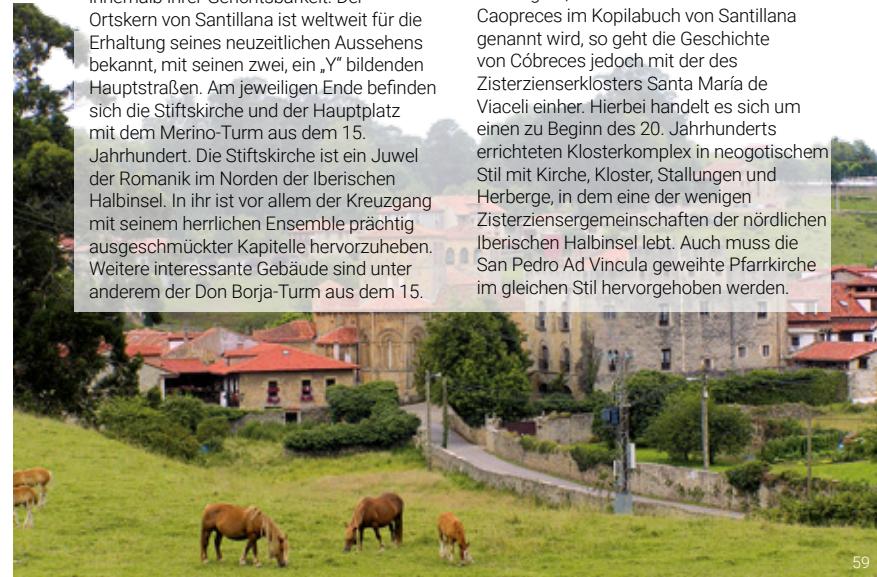 innerhalb ihrer Gerichtsbarkeit. Der
Ortskern von Santillana ist weltweit für die
Erhaltung seines neuzeitlichen Aussehens
bekannt, mit seinen zwei, ein „Y“ bildenden
Hauptstraßen. Am jeweiligen Ende befinden
sich die Stiftskirche und der Hauptplatz
mit dem Merino-Turm aus dem 15.
Jahrhundert. Die Stiftskirche ist ein Juwel
der Romanik im Norden der Iberischen
Halbinsel. In ihr ist vor allem der Kreuzgang
mit seinem herrlichen Ensemble prächtig
ausgeschmückter Kapitelle hervorzuheben.
Weitere interessante Gebäude sind unter
anderem der Don Borja-Turm aus dem 15.
Caopreces im Kopilabuch von Santillana
genannt wird, so geht die Geschichte
von Cóbreces jedoch mit der des
Zisterzienserklosters Santa María de
Viaceli einher. Hierbei handelt es sich um
einen zu Beginn des 20. Jahrhunderts
errichteten Klosterkomplex in neogotischem
Stil mit Kirche, Kloster, Stallungen und
Herberge, in dem eine der wenigen
Zisterziensergemeinschaften der nördlichen
Iberischen Halbinsel lebt. Auch muss die
San Pedro Ad Vincula geweihte Pfarrkirche
im gleichen Stil hervorgehoben werden.
59